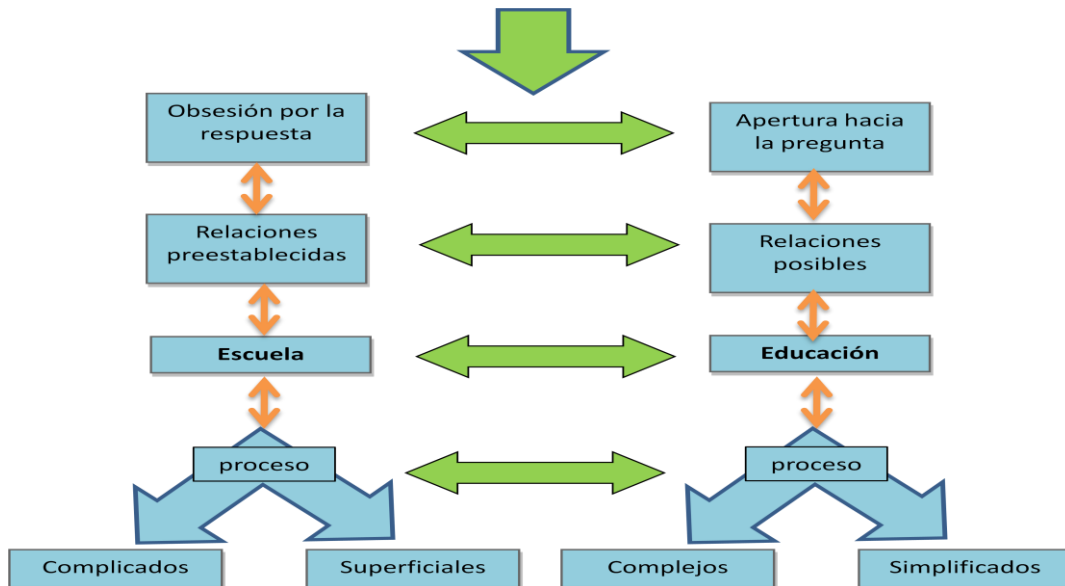 Obsesión por la
respuesta
Apertura hacia
la pregunta
Relaciones
preestablecidas
Relaciones
posibles
Escuela
Educación
proceso
proceso
Complicados
Superficiales
Complejos
Simplificados